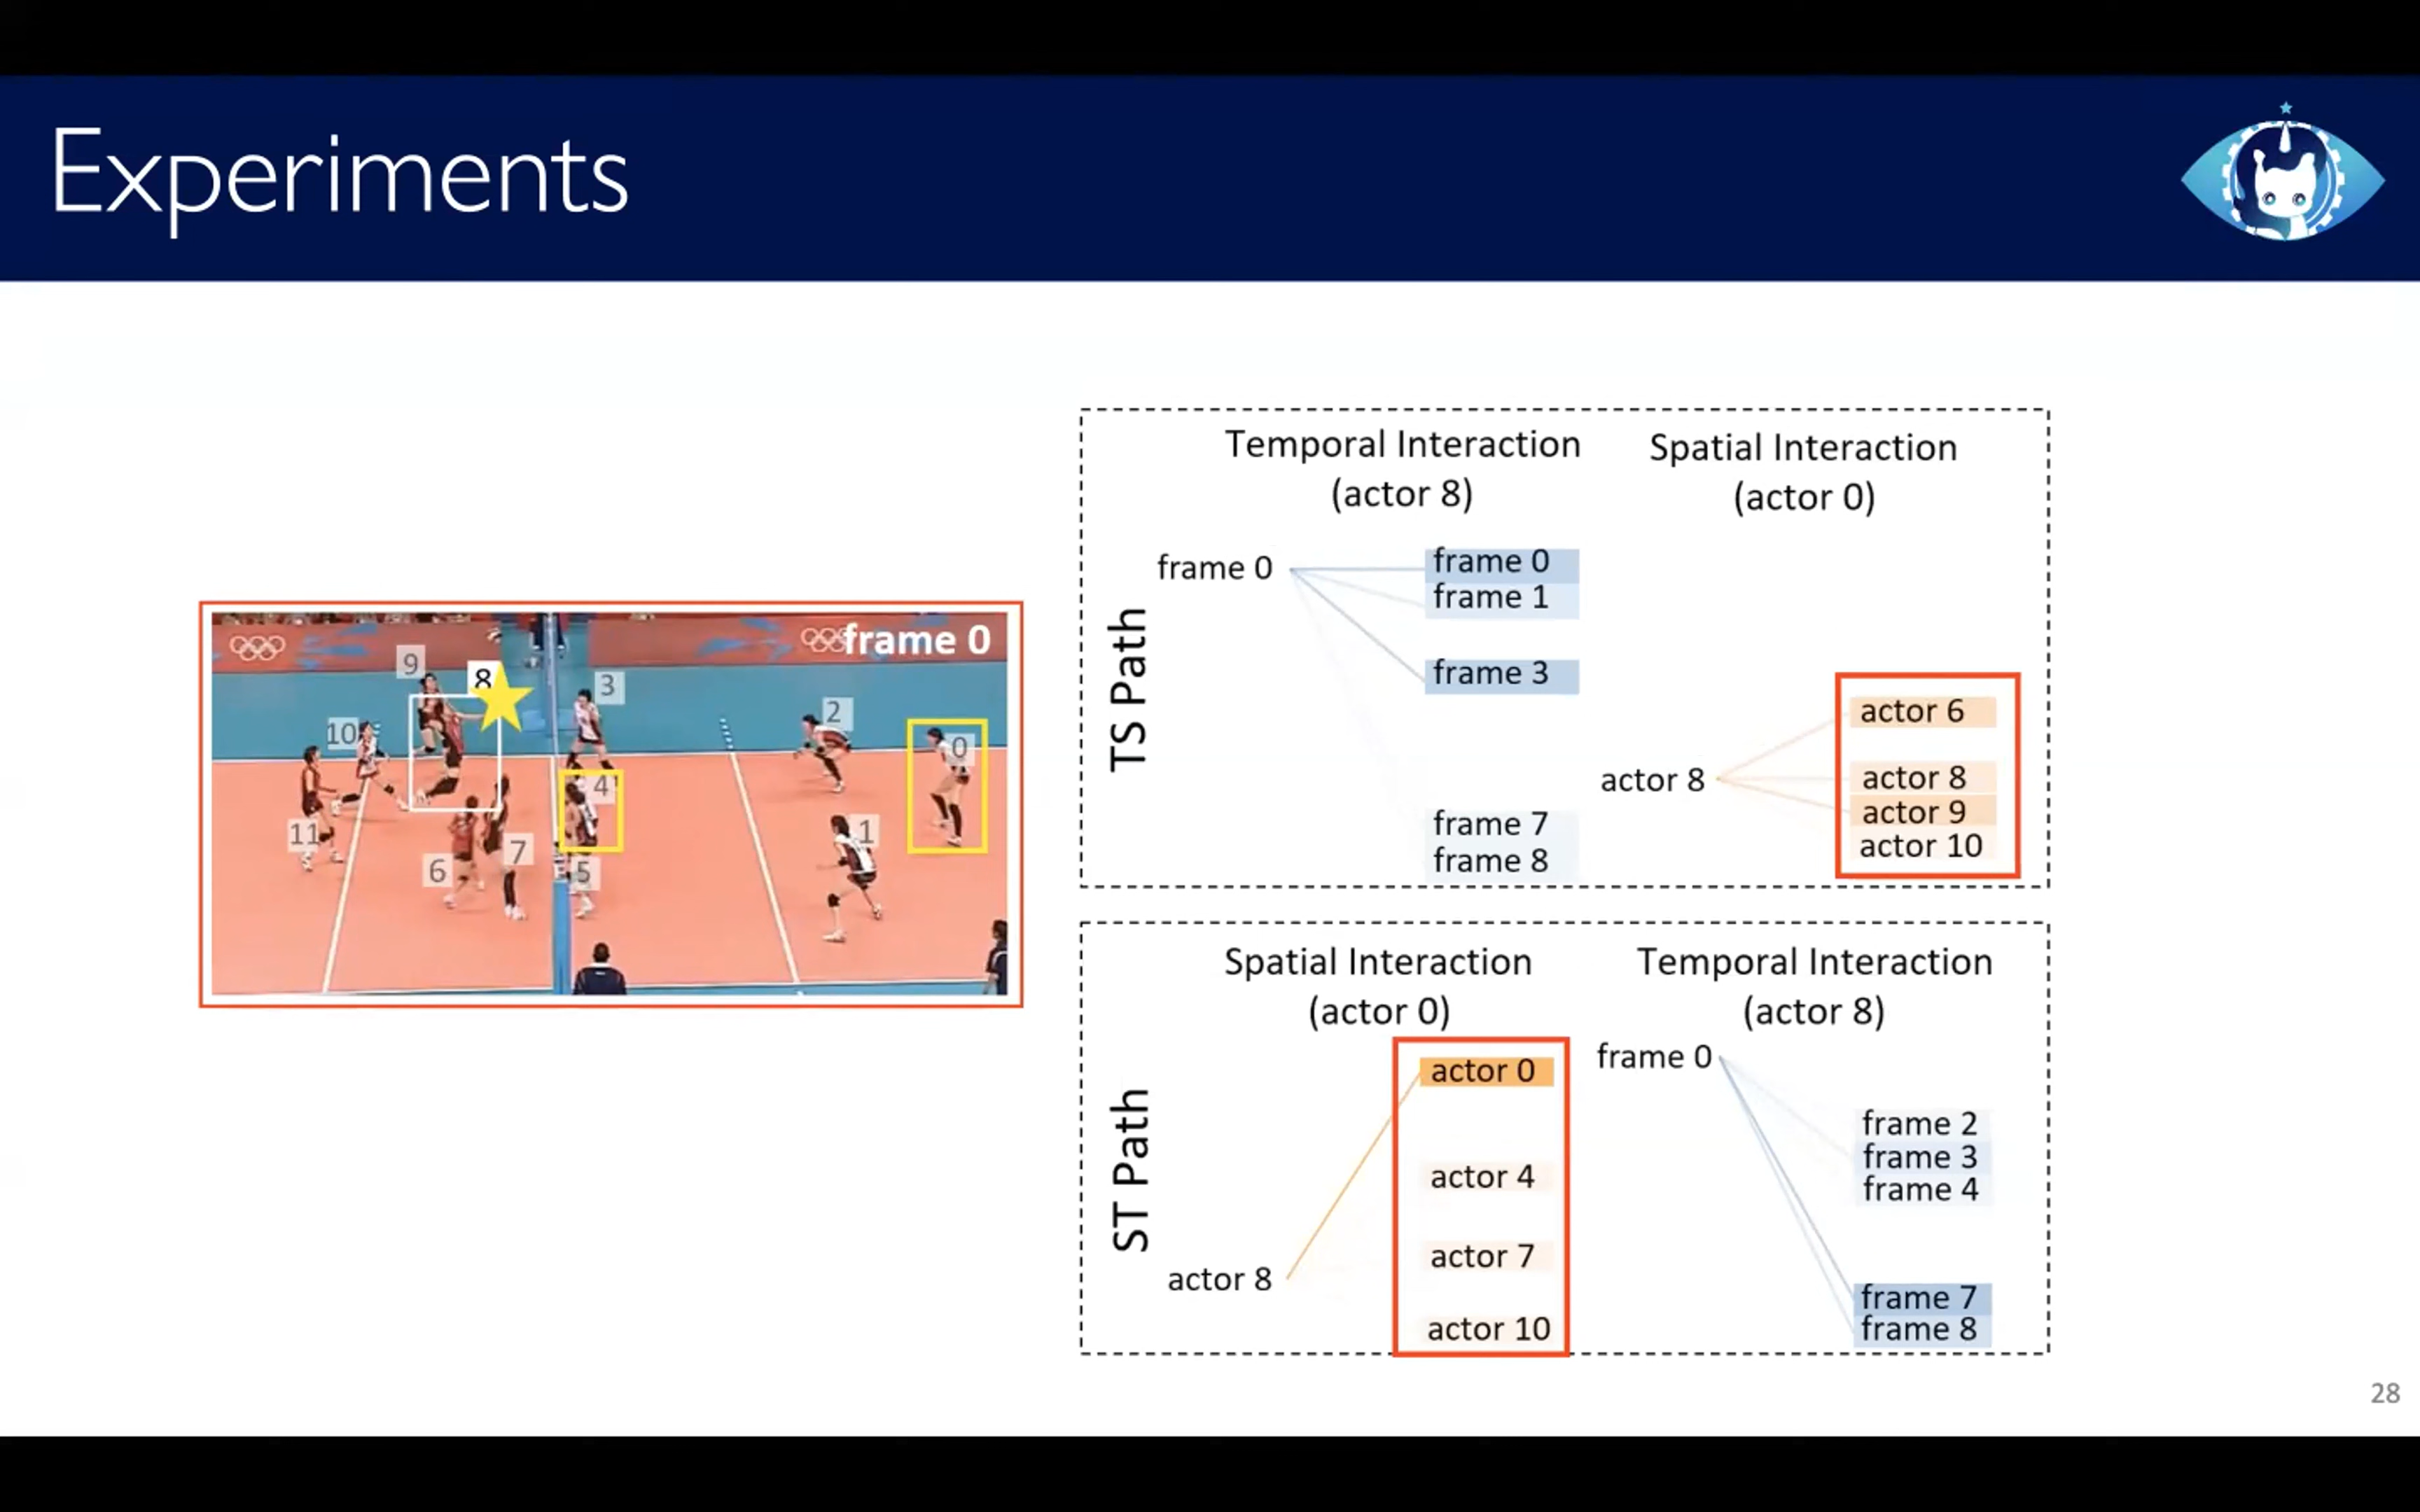 Experiments
frame 0
9
8
3
10
2
0
4
11
1
7
6
5
TS Path
Temporal Interaction
(actor 8)
Spatial Interaction
(actor 0)
frame 0
frame 0
frame 1
frame 3
frame 7
frame 8
actor 8
actor 6
actor 8
actor 9
actor 10
ST Path
Spatial Interaction
(actor 0)
Temporal Interaction
(actor 8)
actor 8
actor 0
actor 4
actor 7
actor 10
frame 0
frame 2
frame 3
frame 4
frame 7
frame 8
28